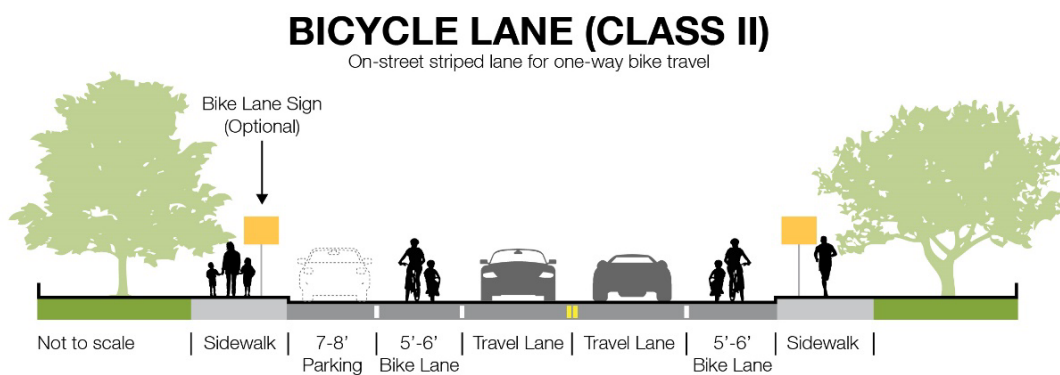 BICYCLE LANE (CLASS II)
On-street striped lane for one-way bike travel
Bike Lane Sign
(Optional)
Not to scale
Sidewalk
7-8’
Parking
5’-6’
Bike Lane
Travel Lane
Travel Lane
5’-6’
Bike Lane
Sidewalk